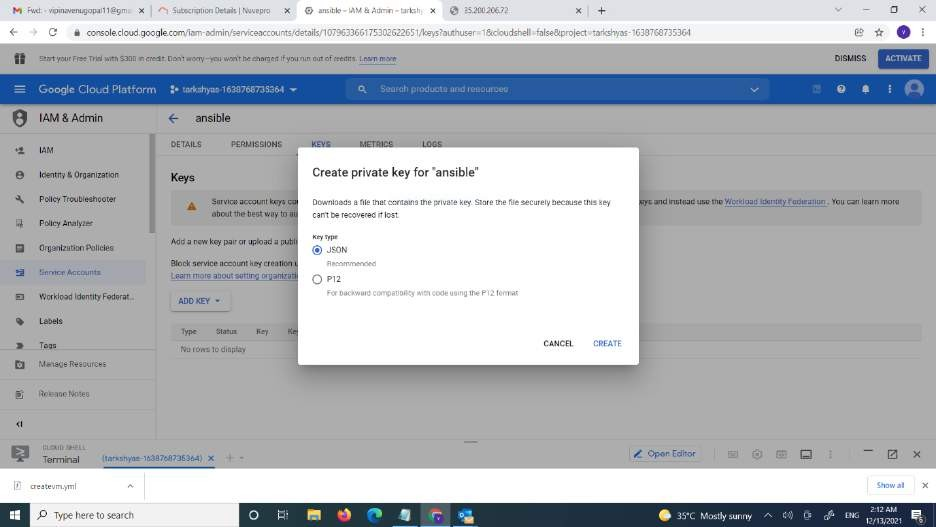 Fwd: - vipinavenugopal11@gma
Subscription Details | Nuvepro
ansible – IAM & Admin – tarkshy
35.200.206.72
console.cloud.google.com/iam-admin/serviceaccounts/details/107963366175302622651/keys?authuser=1&cloudshell=false&project=tarkshyas-1638768735364
V
Start your Free Trial with $300 in credit. Don't worry—you won't be charged if you run out of credits. Learn more
DISMISS
ACTIVATE
Google Cloud Platform
tarkshyas-1638768735364
Search products and resources
IAM & Admin
ansible
IAM
Identity & Organization
Policy Troubleshooter
Policy Analyzer
Organization Policies
Service Accounts
Workload Identity Federat...
Labels
Tags
Manage Resources
Release Notes
DETAILS
PERMISSIONS
KEYS
METRICS
LOGS
Keys
Service account keys co
eys and instead use the Workload Identity Federation . You can learn more
about the best way to au
Add a new key pair or upload a publi
Block service account key creation u
Learn more about setting organizati
ADD KEY
Type Status Key Ke
No rows to display
Create private key for "ansible"
Downloads a file that contains the private key. Store the file securely because this key
can't be recovered if lost.
Key type
JSON
Recommended
P12
For backward compatibility with code using the P12 format
CANCEL
CREATE
CLOUD SHELL
Terminal
(tarkshyas-1638768735364)
Open Editor
createvm.yml
Show all
Type here to search
35°C Mostly sunny
ENG
2:12 AM
12/13/2021